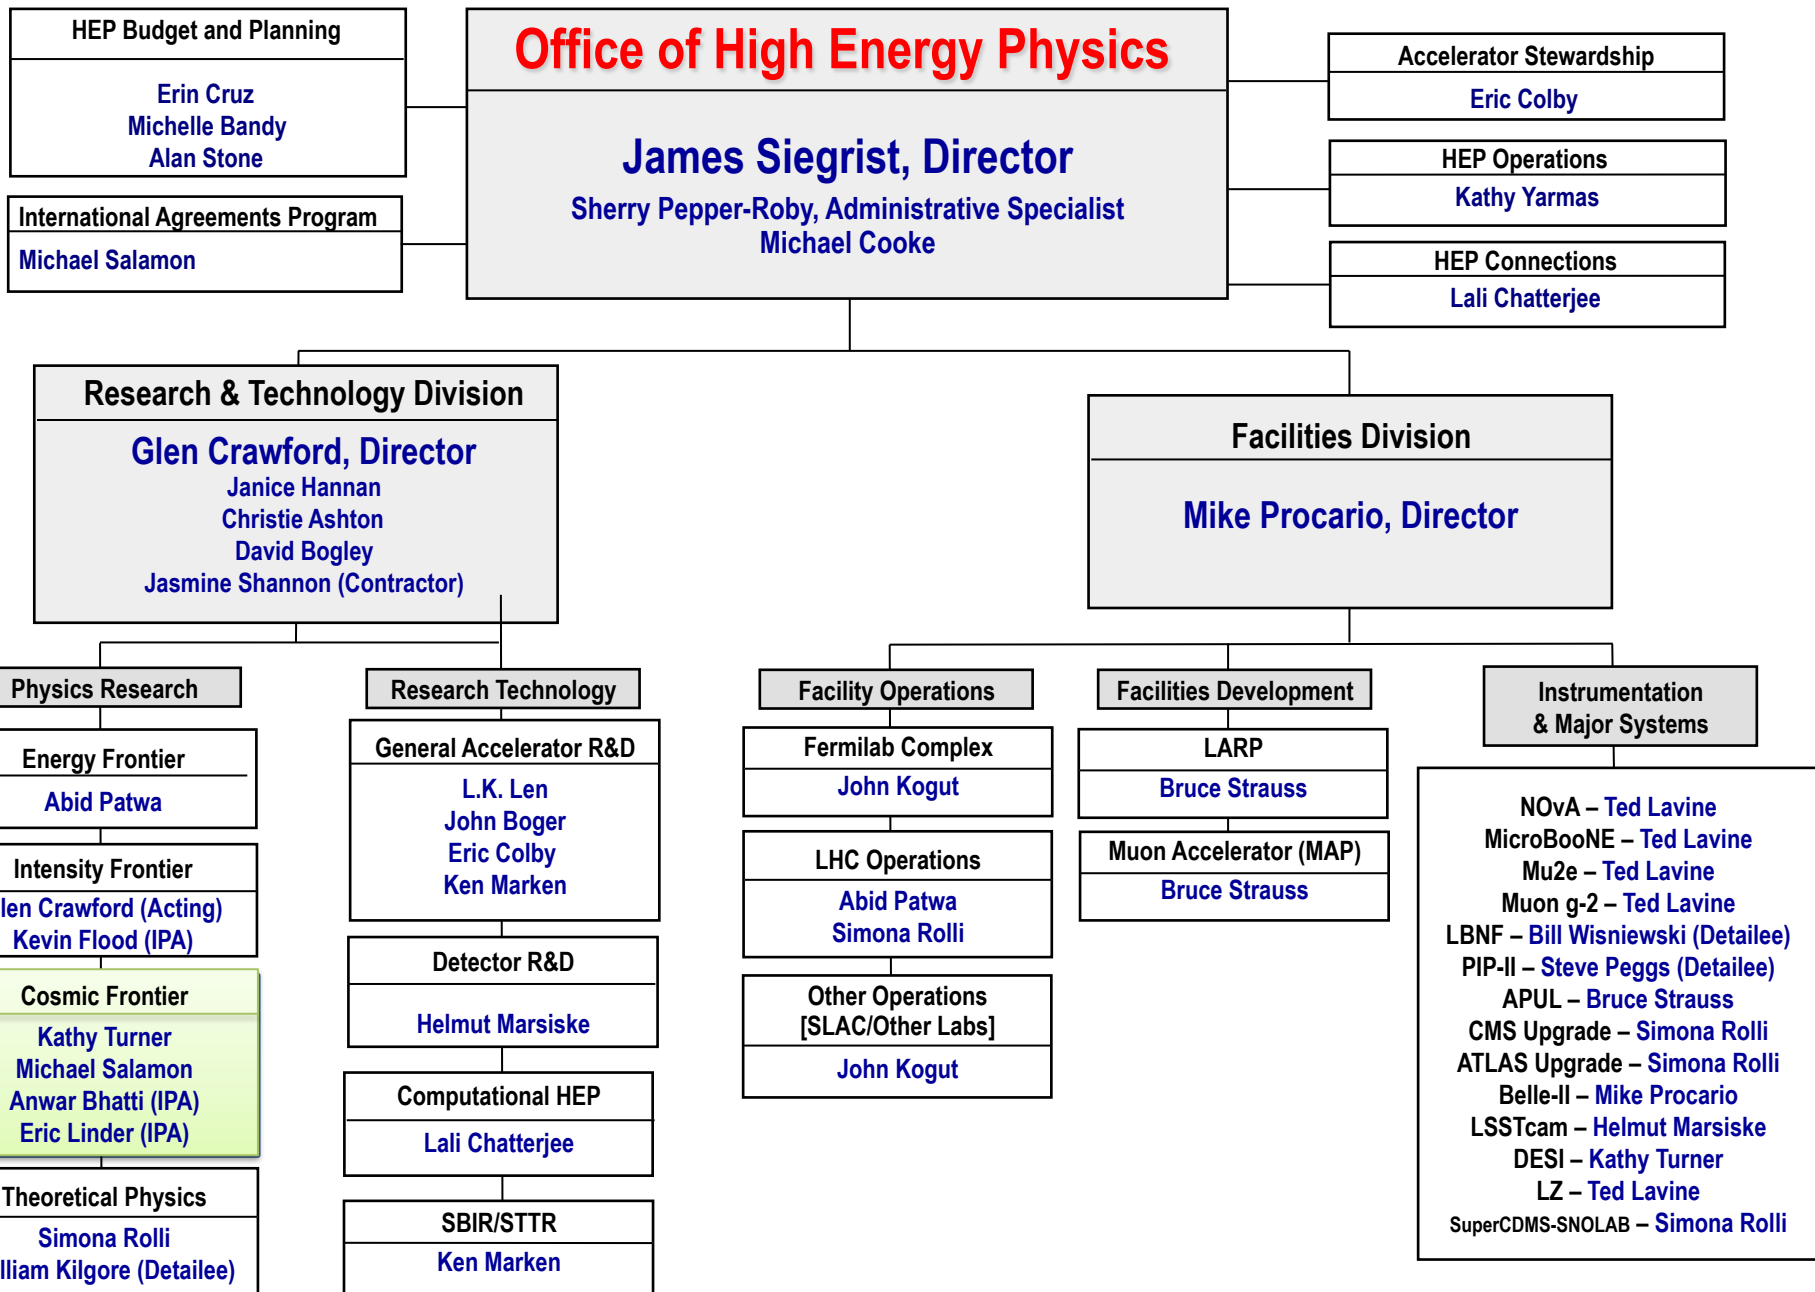 HEP Budget and Planning
Erin Cruz
Michelle Bandy
Alan Stone
International Agreements Program
Michael Salamon
Office of High Energy Physics
James Siegrist, Director
Sherry Pepper-Roby, Administrative Specialist
Michael Cooke
Accelerator Stewardship
Eric Colby
HEP Operations
Kathy Yarmas
HEP Connections
Lali Chatterjee
Research & Technology Division
Glen Crawford, Director
Janice Hannan
Christie Ashton
David Bogley
Jasmine Shannon (Contractor)
Facilities Division
Mike Procario, Director
Physics Research
Energy Frontier
Abid Patwa
Intensity Frontier
len Crawford (Acting)
Kevin Flood (IPA)
Cosmic Frontier
Kathy Turner
Michael Salamon
Anwar Bhatti (IPA)
Eric Linder (IPA)
Theoretical Physics
Simona Rolli
lliam Kilgore (Detailee)
Research Technology
General Accelerator R&D
L.K. Len
John Boger
Eric Colby
Ken Marken
Detector R&D
Helmut Marsiske
Computational HEP
Lali Chatterjee
SBIR/STTR
Ken Marken
Facility Operations
Fermilab Complex
John Kogut
LHC Operations
Abid Patwa
Simona Rolli
Other Operations
[SLAC/Other Labs]
John Kogut
Facilities Development
LARP
Bruce Strauss
Muon Accelerator (MAP)
Bruce Strauss
Instrumentation
& Major Systems
NOvA – Ted Lavine
MicroBooNE – Ted Lavine
Mu2e – Ted Lavine
Muon g-2 – Ted Lavine
LBNF – Bill Wisniewski (Detailee)
PIP-II – Steve Peggs (Detailee)
APUL – Bruce Strauss
CMS Upgrade – Simona Rolli
ATLAS Upgrade – Simona Rolli
Belle-II – Mike Procario
LSSTcam – Helmut Marsiske
DESI – Kathy Turner
LZ – Ted Lavine
SuperCDMS-SNOLAB – Simona Rolli